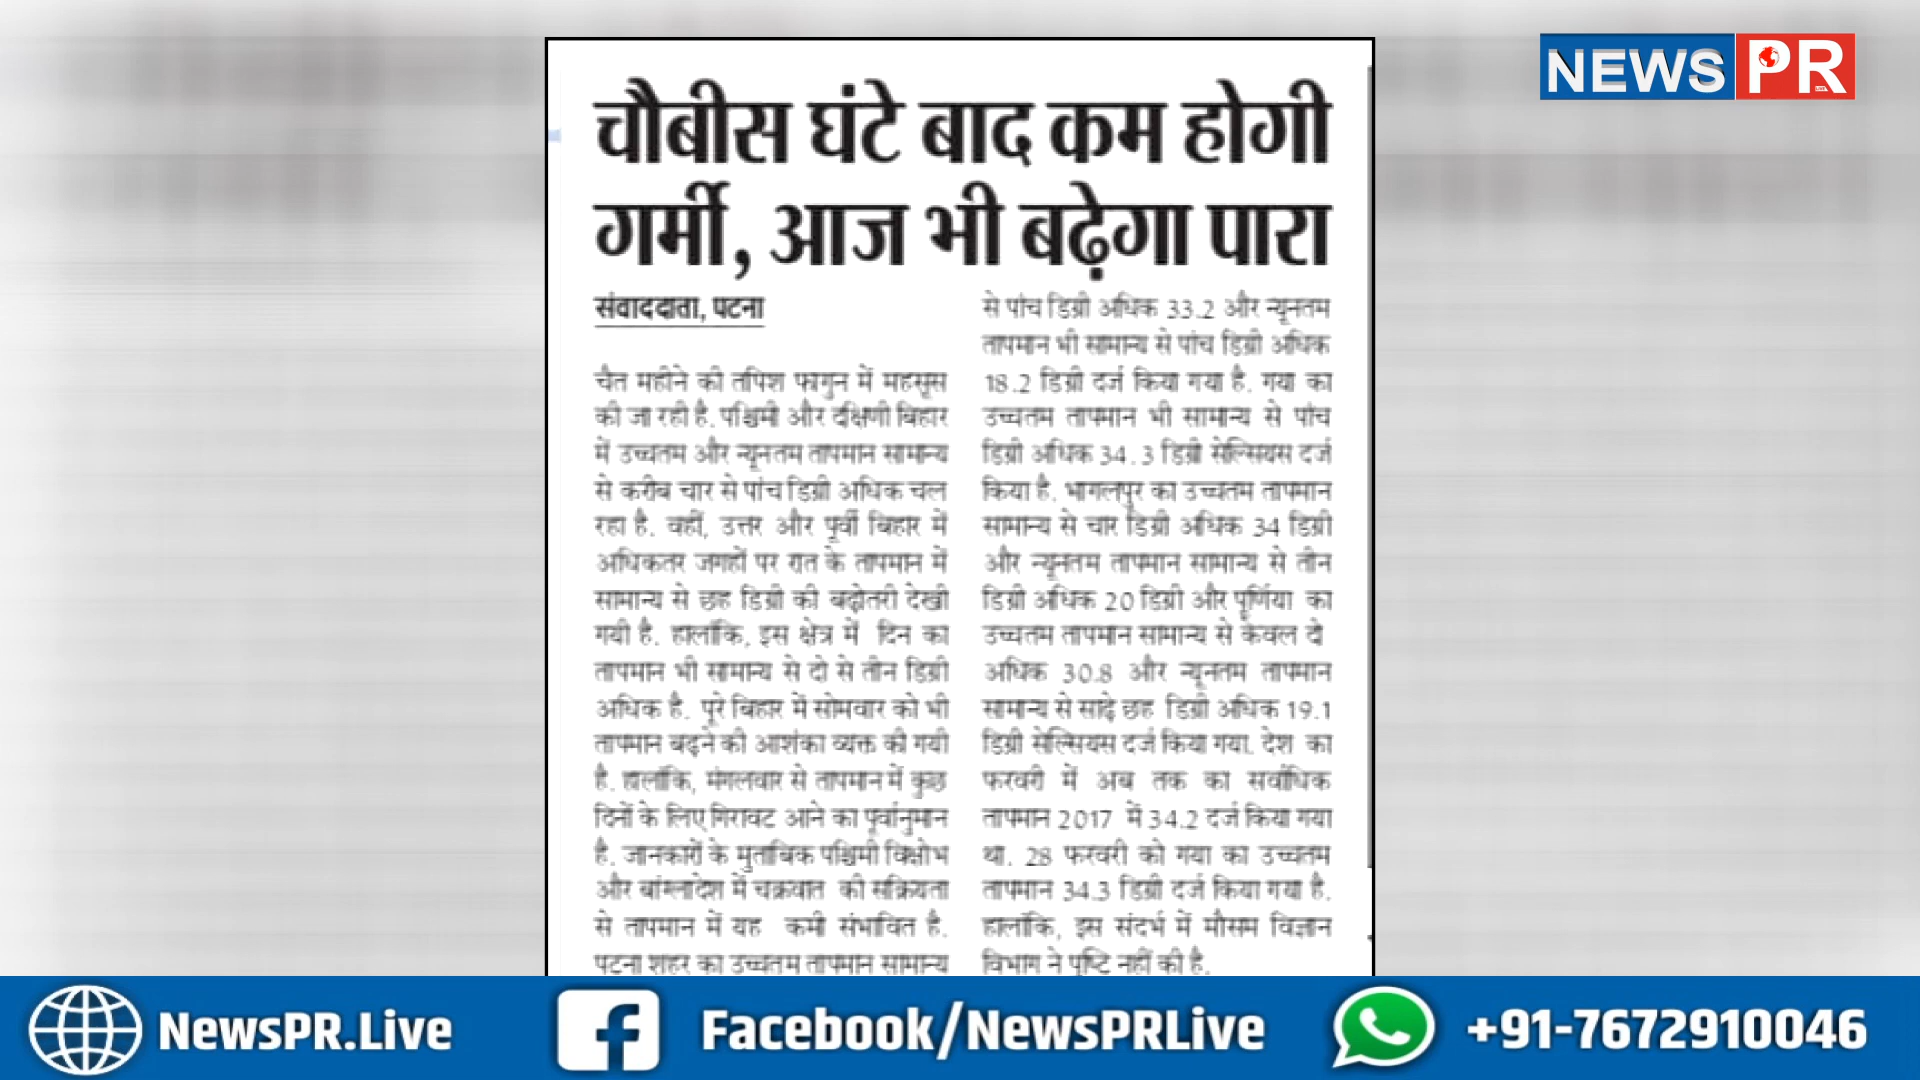 NEWS PR
चौबीस घंटे बाद कम होगी
गर्मी, आज भी बढ़ेगा पारा
संवाददाता, पटना
चैत महीने की तपिश फागुन में महसूस
की जा रही है. पश्चिमी और दक्षिणी बिहार
में उच्चतम और न्यूनतम तापमान सामान्य
से करीब चार से पांच डिग्री अधिक चल
रहा है. वहीं, उत्तर और पूर्वी बिहार में
अधिकतर जगहों पर रात के तापमान में
सामान्य से छह डिग्री की बढ़ोतरी देखी
गयी है. हालांकि, इस क्षेत्र में दिन का
तापमान भी सामान्य से दो से तीन डिग्री
अधिक है. पूरे बिहार में सोमवार को भी
तापमान बढ़ने की आशंका व्यक्त की गयी
है. हालांकि, मंगलवार से तापमान में कुछ
दिनों के लिए गिरावट आने का पूर्वानुमान
है. जानकारों के मुताबिक पश्चिमी विक्षोभ
और बांग्लादेश में चक्रवात की सक्रियता
से तापमान में यह कमी संभावित है.
पटना शहर का उच्चतम तापमान सामान्य
से पांच डिग्री अधिक 33.2 और न्यूनतम
तापमान भी सामान्य से पांच डिग्री अधिक
18.2 डिग्री दर्ज किया गया है. गया का
उच्चतम तापमान भी सामान्य से पांच
डिग्री अधिक 34.3 डिग्री सेल्सियस दर्ज
किया है. भागलपुर का उच्चतम तापमान
सामान्य से चार डिग्री अधिक 34 डिग्री
और न्यूनतम तापमान सामान्य से तीन
डिग्री अधिक 20 डिग्री और पूर्णिया का
उच्चतम तापमान सामान्य से केवल दो
अधिक 30.8 और न्यूनतम तापमान
सामान्य से साढ़े छह डिग्री अधिक 19.1
डिग्री सेल्सियस दर्ज किया गया. देश का
फरवरी में अब तक का सर्वाधिक
तापमान 2017 में 34.2 दर्ज किया गया
था. 28 फरवरी को गया का उच्चतम
तापमान 34.3 डिग्री दर्ज किया गया है.
हालांकि, इस संदर्भ में मौसम विज्ञान
विभाग ने पुष्टि नहीं की है.
NewsPR.Live
Facebook/NewsPRLive
+91-7672910046